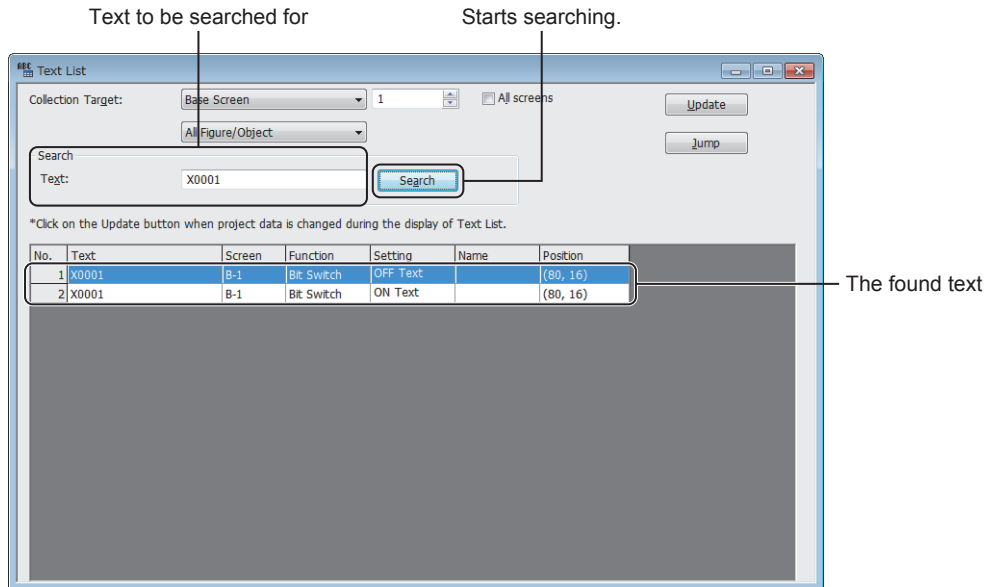 Text to be searched for Starts searching.
ABC Text List
Collection Target: Base Screen 1 All screens Update
All Figure/Object Jump
Search
Text: X0001 Search
*Click on the Update button when project data is changed during the display of Text List.
No. Text Screen Function Setting Name Position
1 X0001 B-1 Bit Switch OFF Text (80, 16)
2 X0001 B-1 Bit Switch ON Text (80, 16)
The found text